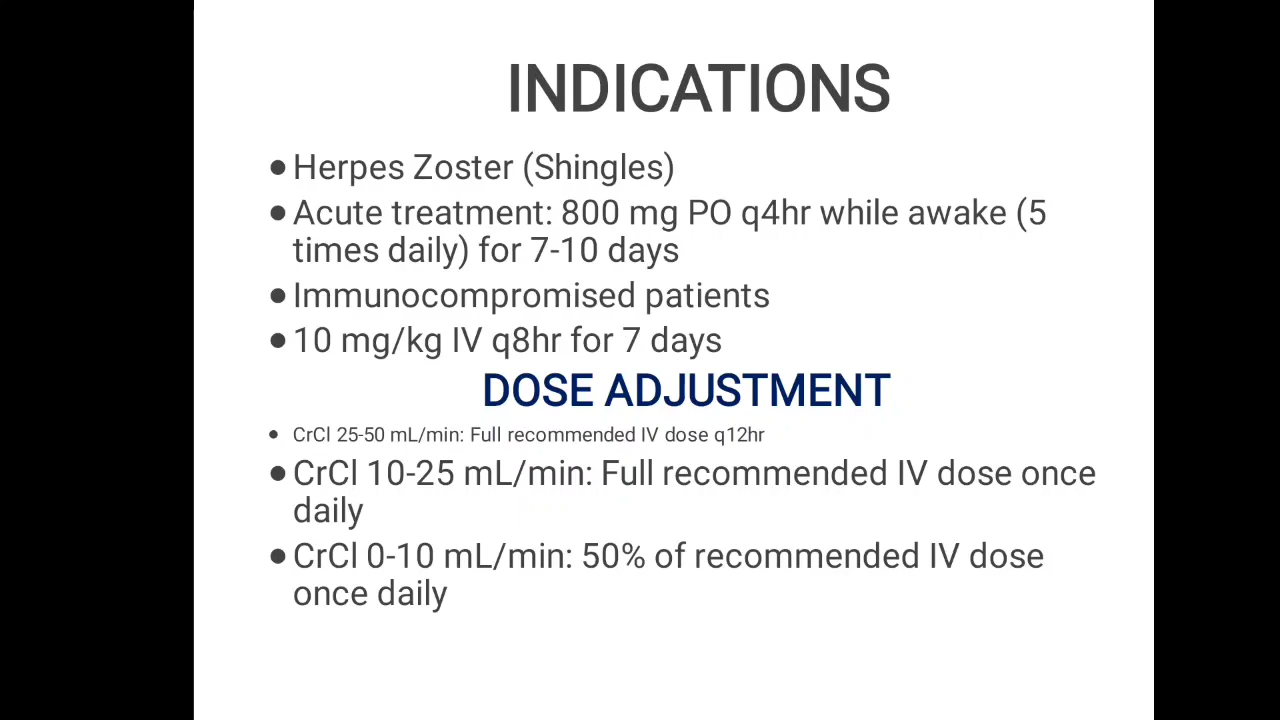 INDICATIONS
● Herpes Zoster (Shingles)
● Acute treatment: 800 mg PO q4hr while awake (5
times daily) for 7-10 days
● Immunocompromised patients
● 10 mg/kg IV q8hr for 7 days
DOSE ADJUSTMENT
● CrCl 25-50 mL/min: Full recommended IV dose q12hr
● CrCl 10-25 mL/min: Full recommended IV dose once
daily
● CrCl 0-10 mL/min: 50% of recommended IV dose
once daily